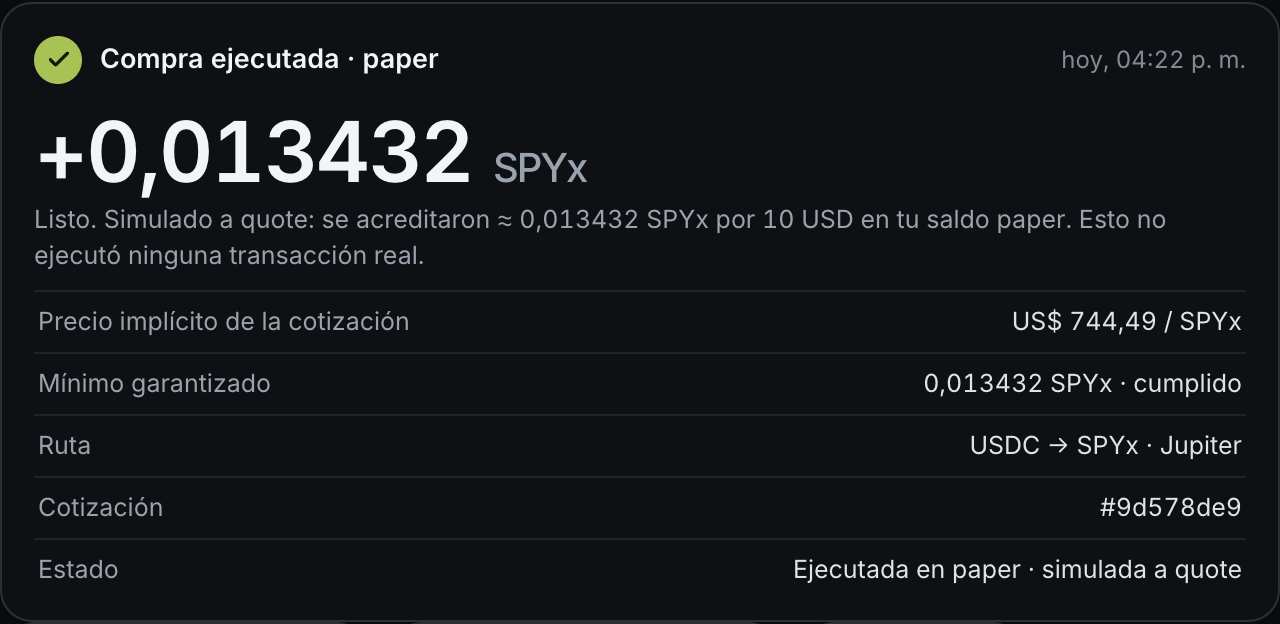 Compra ejecutada · paper
hoy, 04:22 p. m.
+0,013432 SPYx
Listo. Simulado a quote: se acreditaron ≈ 0,013432 SPYx por 10 USD en tu saldo paper. Esto no
ejecutó ninguna transacción real.
Precio implícito de la cotización
US$ 744,49 / SPYx
Mínimo garantizado
0,013432 SPYx · cumplido
Ruta
USDC → SPYx · Jupiter
Cotización
#9d578de9
Estado
Ejecutada en paper · simulada a quote